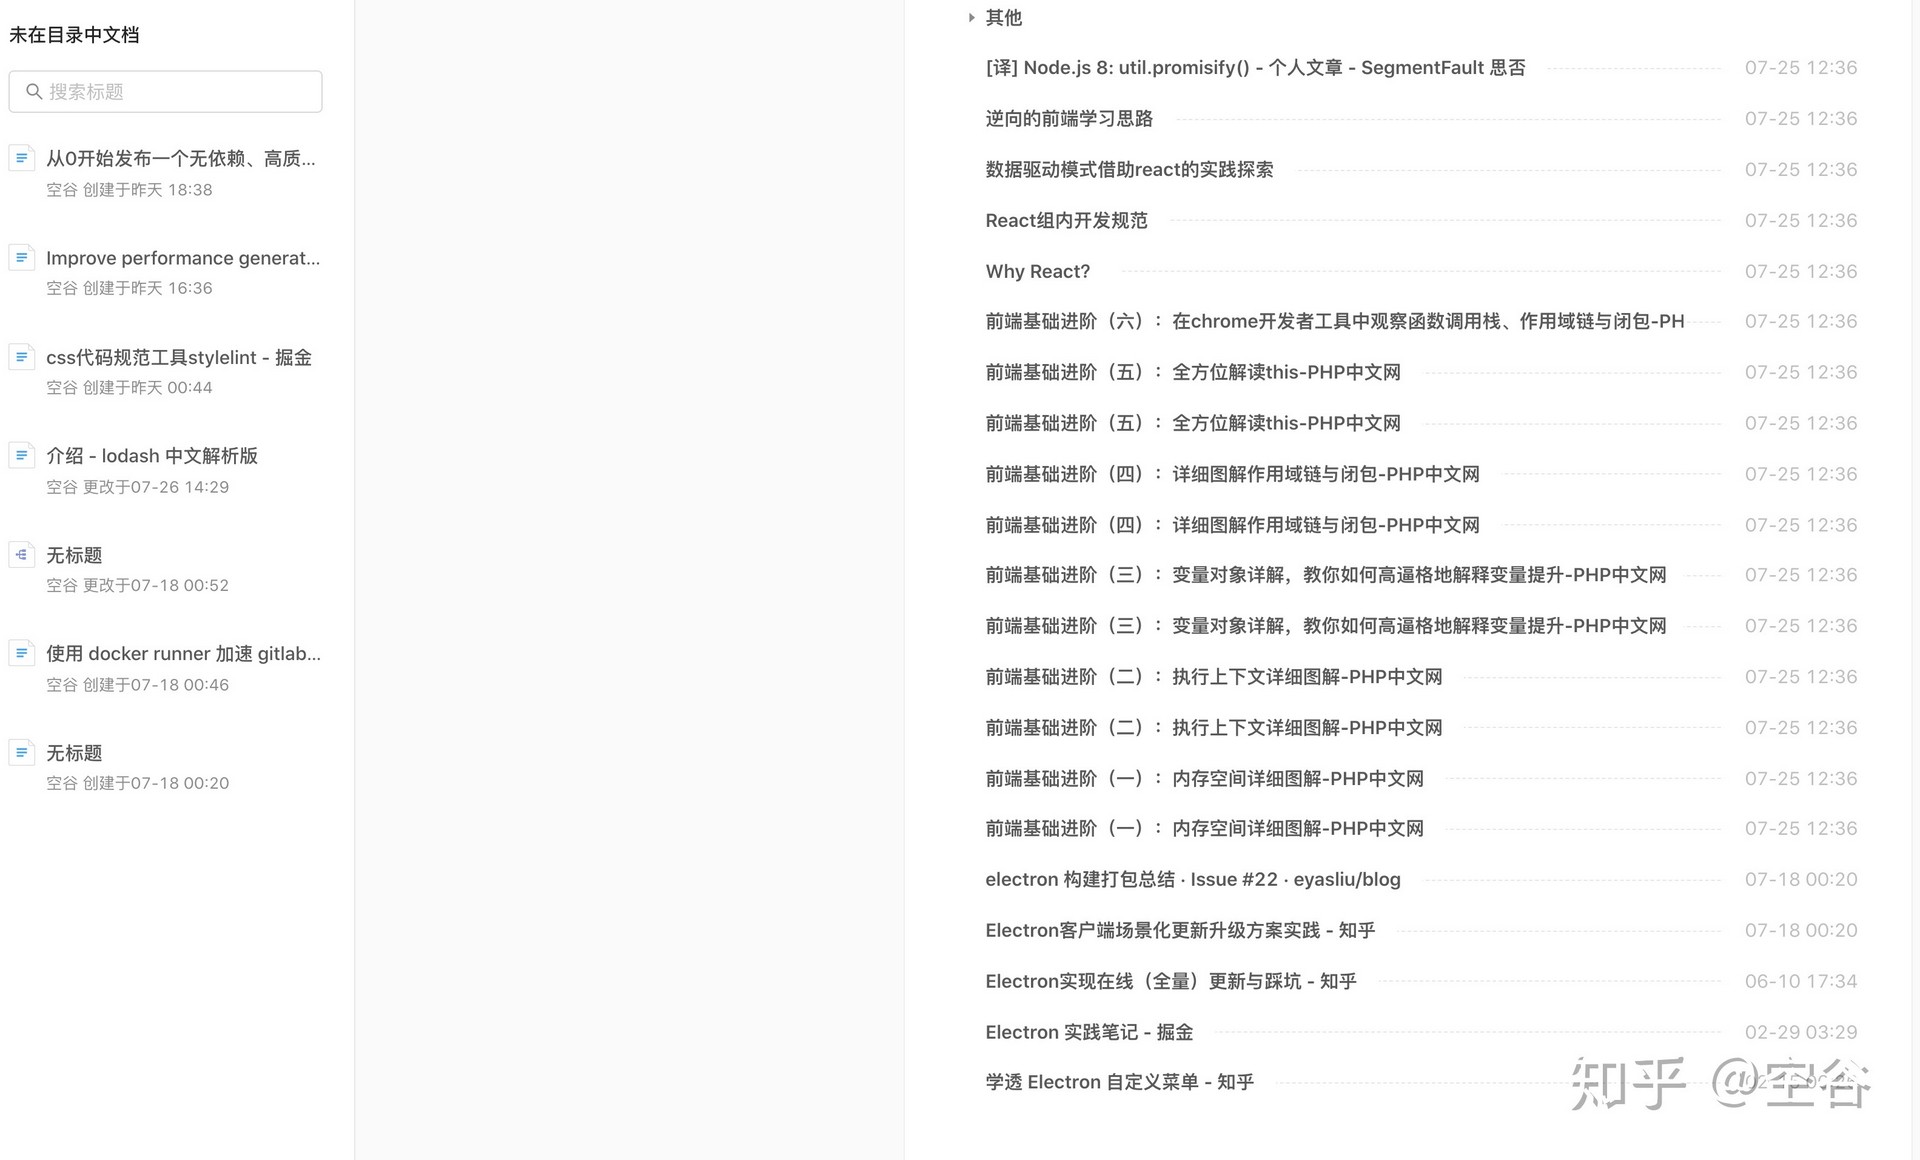 未在目录中文档
搜索标题
从0开始发布一个无依赖、高质...
空谷 创建于昨天 18:38
Improve performance generat...
空谷 创建于昨天 16:36
css代码规范工具stylelint - 掘金
空谷 创建于昨天 00:44
介绍 - lodash 中文解析版
空谷 更改于07-26 14:29
无标题
空谷 更改于07-18 00:52
使用 docker runner 加速 gitlab...
空谷 创建于07-18 00:46
无标题
空谷 创建于07-18 00:20
其他
[译] Node.js 8: util.promisify() - 个人文章 - SegmentFault 思否 07-25 12:36
逆向的前端学习思路 07-25 12:36
数据驱动模式借助react的实践探索 07-25 12:36
React组内开发规范 07-25 12:36
Why React? 07-25 12:36
前端基础进阶（六）：在chrome开发者工具中观察函数调用栈、作用域链与闭包-PH 07-25 12:36
前端基础进阶（五）：全方位解读this-PHP中文网 07-25 12:36
前端基础进阶（五）：全方位解读this-PHP中文网 07-25 12:36
前端基础进阶（四）：详细图解作用域链与闭包-PHP中文网 07-25 12:36
前端基础进阶（四）：详细图解作用域链与闭包-PHP中文网 07-25 12:36
前端基础进阶（三）：变量对象详解，教你如何高逼格地解释变量提升-PHP中文网 07-25 12:36
前端基础进阶（三）：变量对象详解，教你如何高逼格地解释变量提升-PHP中文网 07-25 12:36
前端基础进阶（二）：执行上下文详细图解-PHP中文网 07-25 12:36
前端基础进阶（二）：执行上下文详细图解-PHP中文网 07-25 12:36
前端基础进阶（一）：内存空间详细图解-PHP中文网 07-25 12:36
前端基础进阶（一）：内存空间详细图解-PHP中文网 07-25 12:36
electron 构建打包总结 · Issue #22 · eyasliu/blog 07-18 00:20
Electron客户端场景化更新升级方案实践 - 知乎 07-18 00:20
Electron实现在线（全量）更新与踩坑 - 知乎 06-10 17:34
Electron 实践笔记 - 掘金 02-29 03:29
学透 Electron 自定义菜单 - 知乎
知乎 @空谷